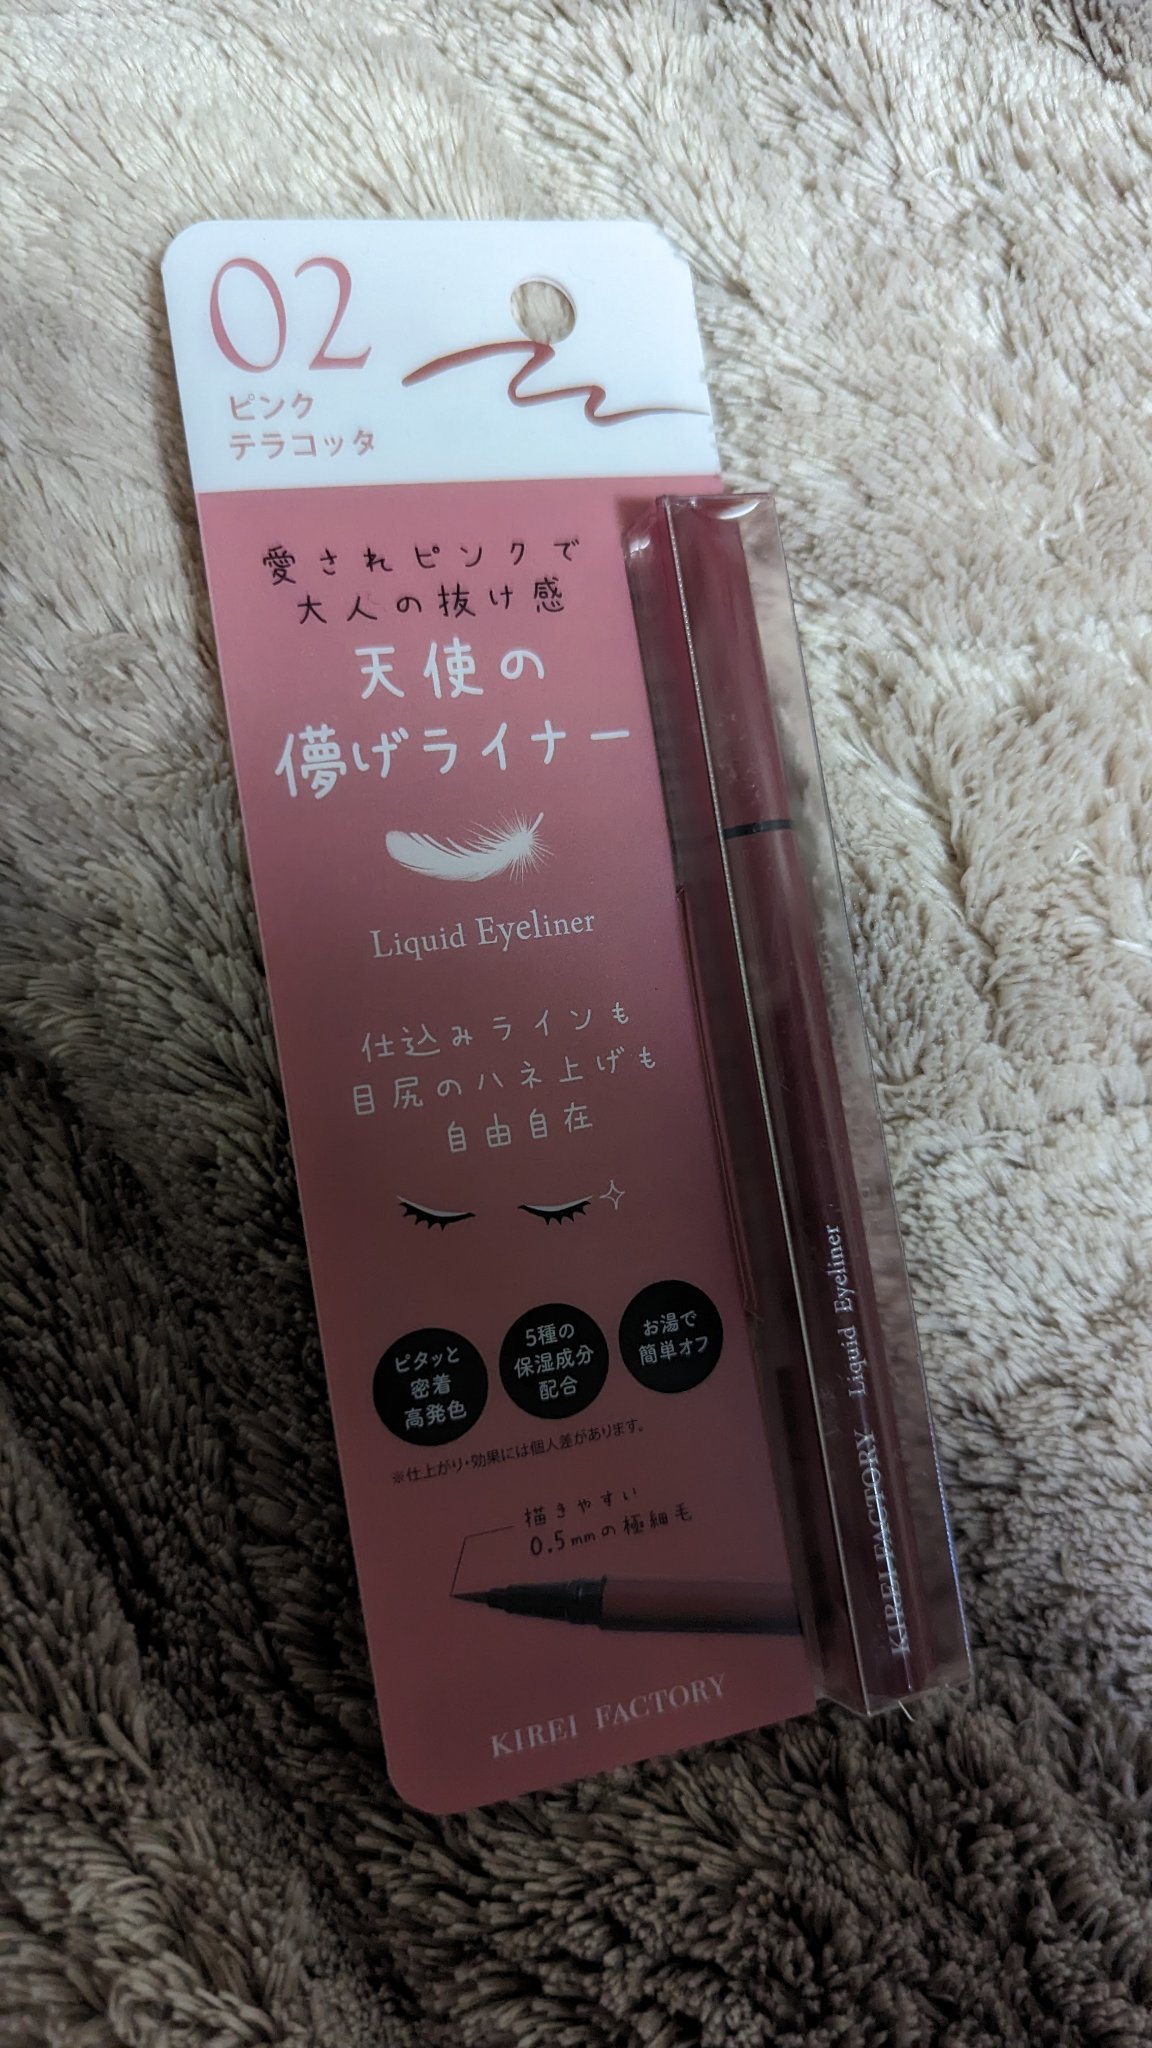 02
ピンク
テラコッタ
愛されピンクで
大人の抜け感
天使の
儚げライナー
Liquid Eyeliner
仕込みラインも
目尻のハネ上げも
自由自在
ピタッと
密着
高発色
5種の
保湿成分
配合
お湯で
簡単オフ
※仕上がり・効果には個人差があります。
描きやすい
0.5mmの極細毛
KIREI FACTORY
KIREI FACTORY Liquid Eyeliner